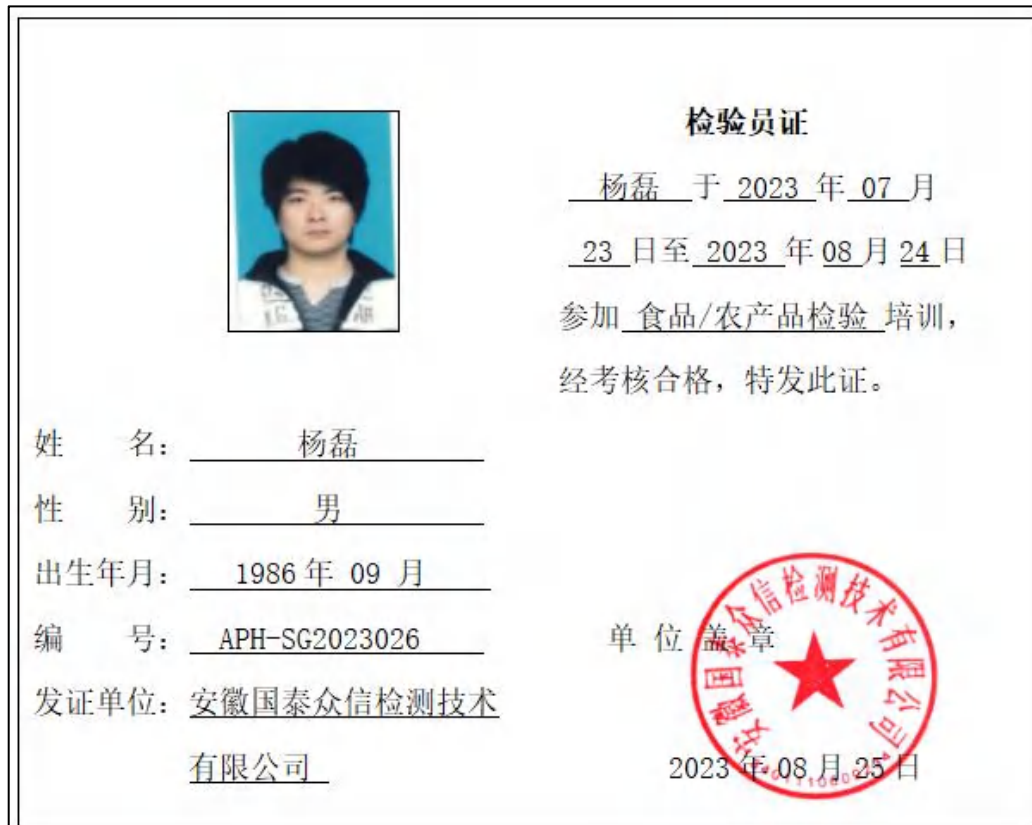 检验员证
杨磊 于 2023 年 07 月
23 日至 2023 年 08 月 24 日
参加 食品/农产品检验 培训，
经考核合格，特发此证。
姓 名： 杨磊
性 别： 男
出生年月： 1986 年 09 月
编 号： APH-SG2023026
发证单位：安徽国泰众信检测技术
有限公司
单 位 盖 章
2023 年 08 月 25 日
安徽国泰众信检测技术有限公司